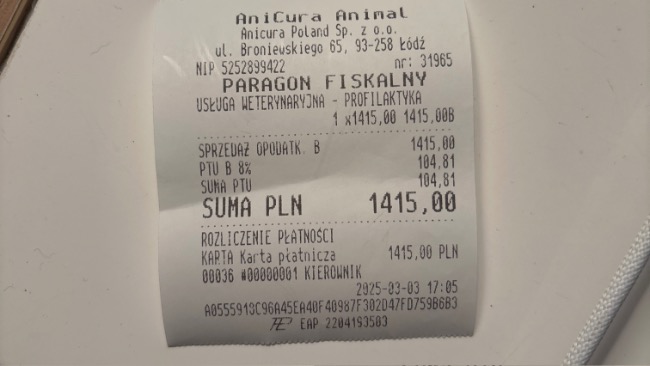 AniCura Animal
Anicura Poland Sp. z o.o.
ul. Broniewskiego 65, 93-258 Łódź
NIP 5252899422 nr: 31965
PARAGON FISKALNY
USŁUGA WETERYNARYJNA - PROFILAKTYKA
1 x1415,00 1415,00B
SPRZEDAŻ OPODATK. B 1415,00
PTU B 8% 104,81
SUMA PTU 104,81
SUMA PLN 1415,00
ROZLICZENIE PŁATNOŚCI
KARTA Karta płatnicza 1415,00 PLN
00036 #00000001 KIEROWNIK
2025-03-03 17:05
EAP 2204193503